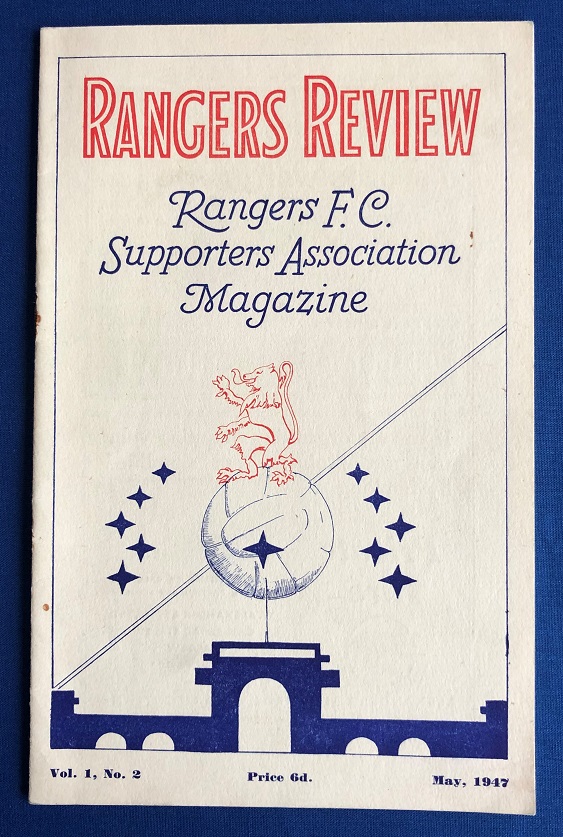 RANGERS REVIEW
Rangers F.C.
Supporters Association
Magazine
Vol. 1, No. 2 Price 6d. May, 1947